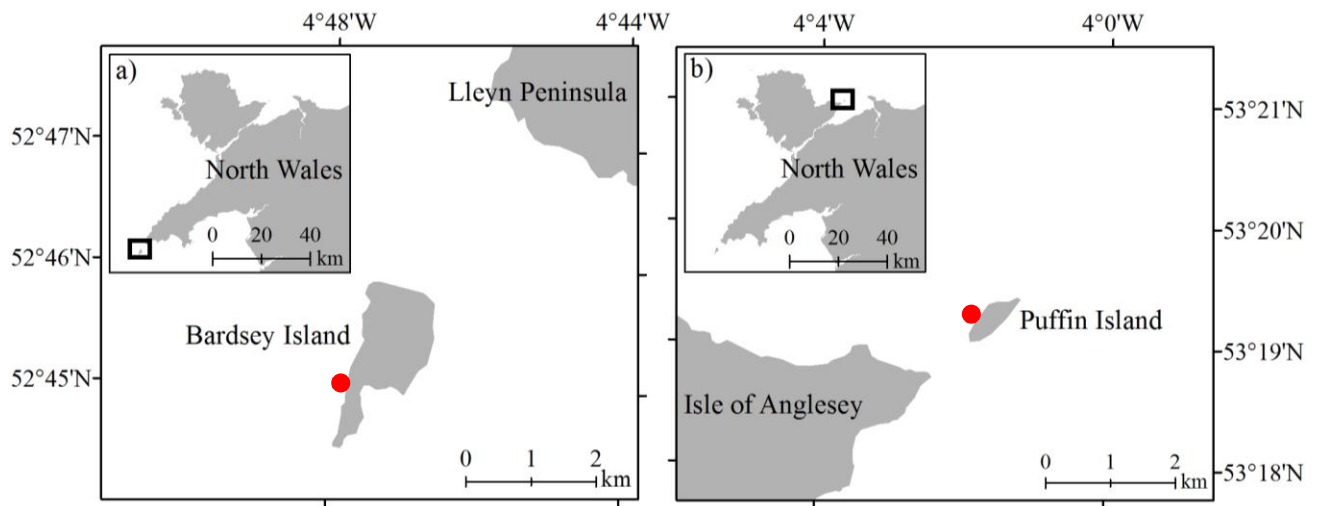 4°48'W
4°44'W
4°4'W
4°0'W
a)
North Wales
0 20 40
km
Lleyn Peninsula
52°47'N
52°46'N
52°45'N
Bardsey Island
0 1 2
km
b)
North Wales
0 20 40
km
53°21'N
53°20'N
53°19'N
53°18'N
Puffin Island
Isle of Anglesey
0 1 2
km